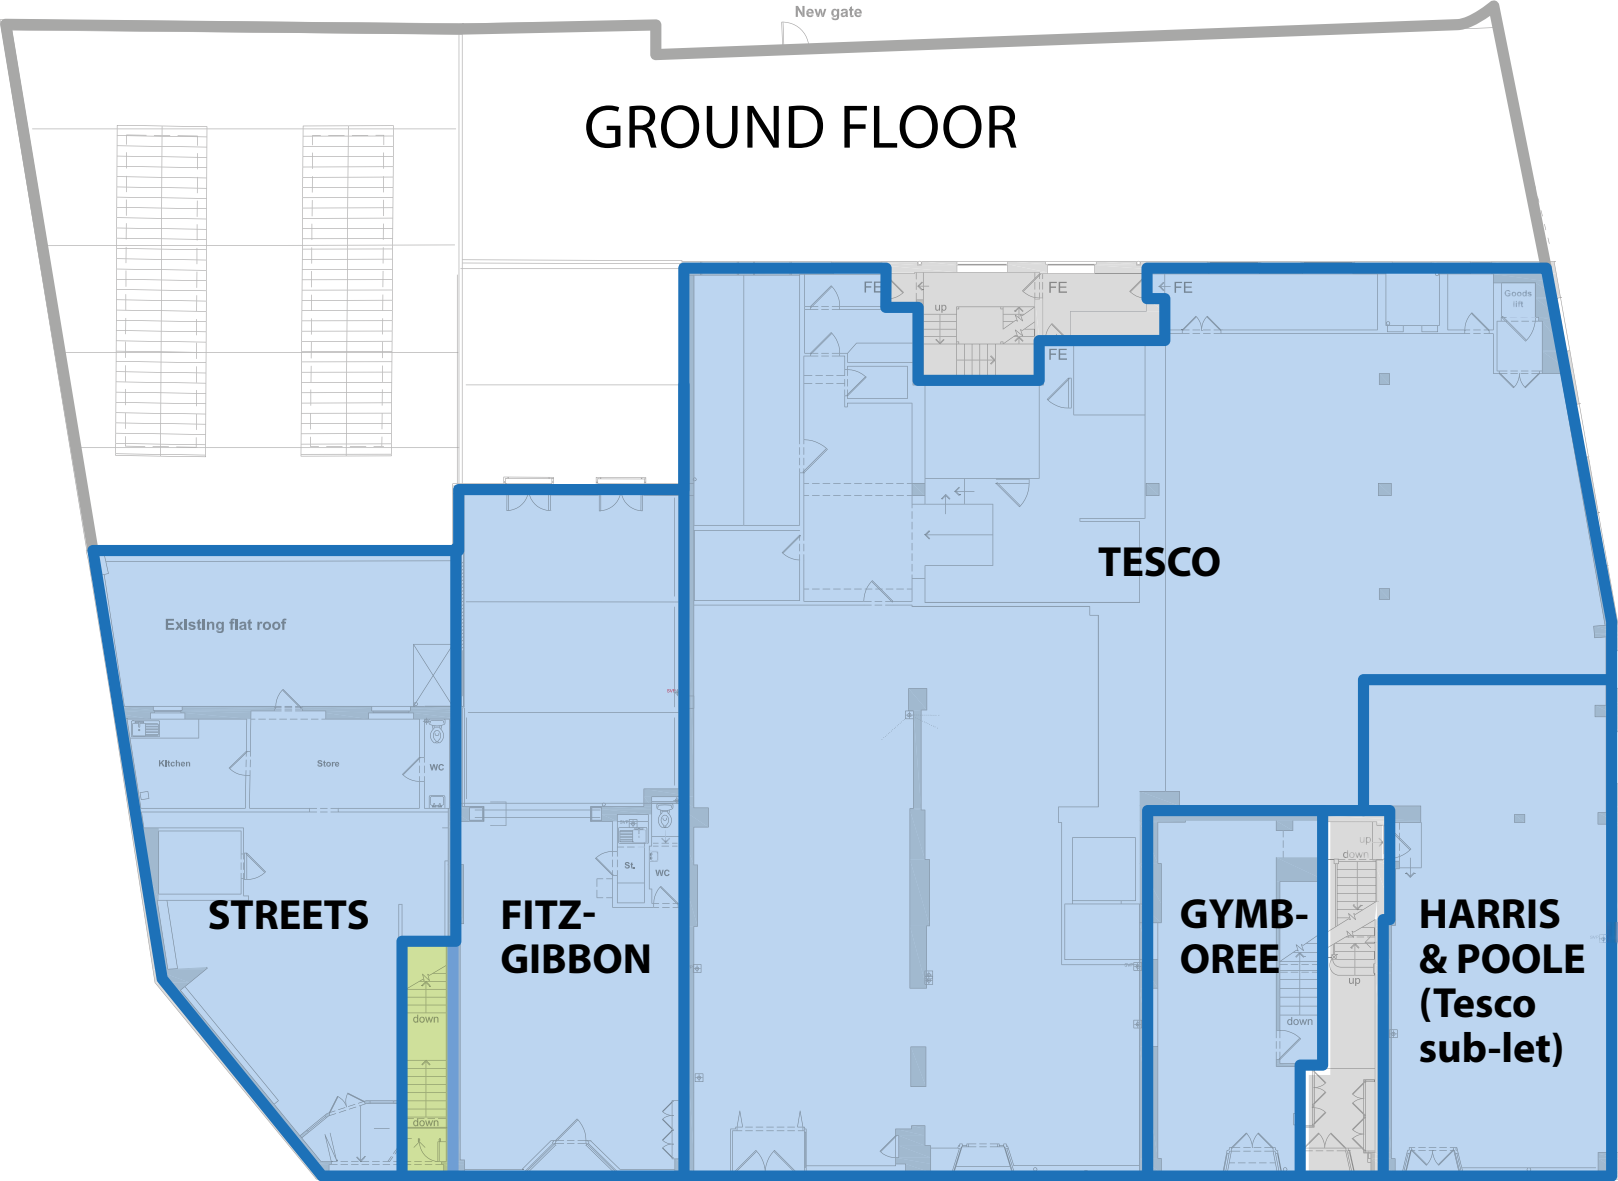 New gate
GROUND FLOOR
FE
FE
FE
up
Goods
lift
FE
TESCO
Existing flat roof
Kitchen
Store
WC
St.
WC
up
down
STREETS
FITZ-
GIBBON
GYMB-
OREE
HARRIS
& POOLE
(Tesco
sub-let)
up
down
down
down